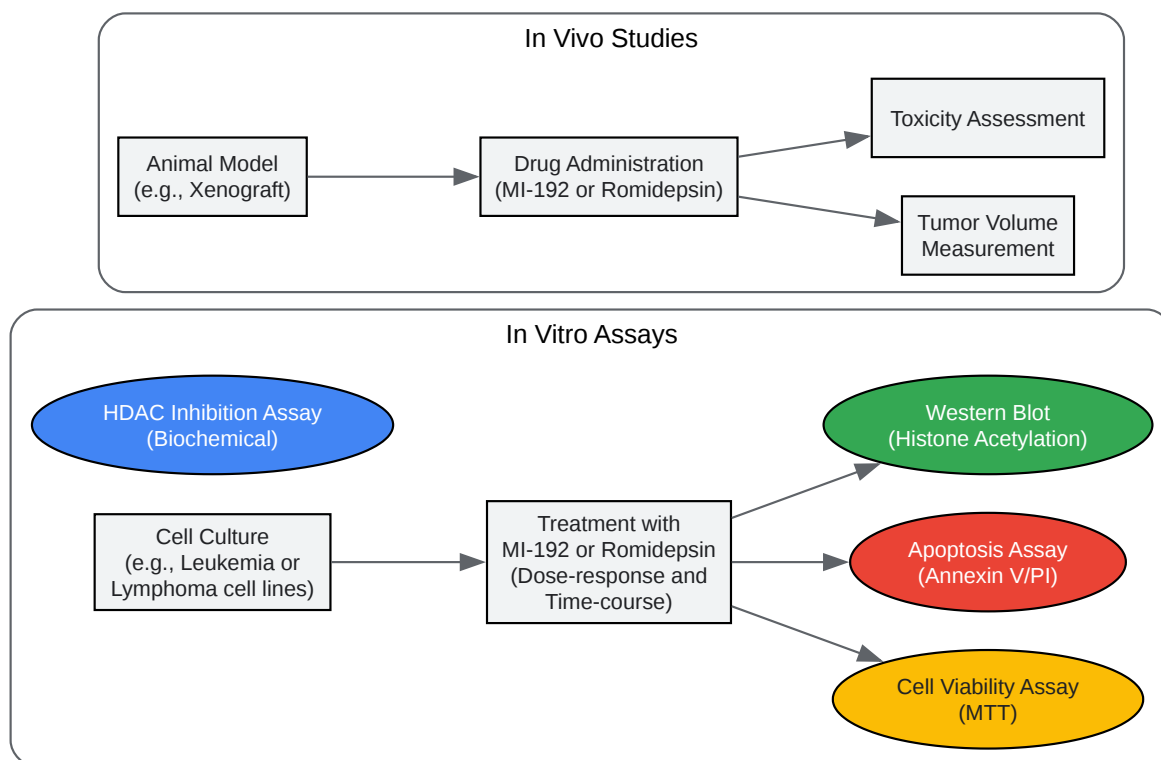 In Vivo Studies
Animal Model
(e.g., Xenograft)
Drug Administration
(MI-192 or Romidepsin)
Toxicity Assessment
Tumor Volume
Measurement
In Vitro Assays
HDAC Inhibition Assay
(Biochemical)
Cell Culture
(e.g., Leukemia or
Lymphoma cell lines)
Treatment with
MI-192 or Romidepsin
(Dose-response and
Time-course)
Western Blot
(Histone Acetylation)
Apoptosis Assay
(Annexin V/PI)
Cell Viability Assay
(MTT)